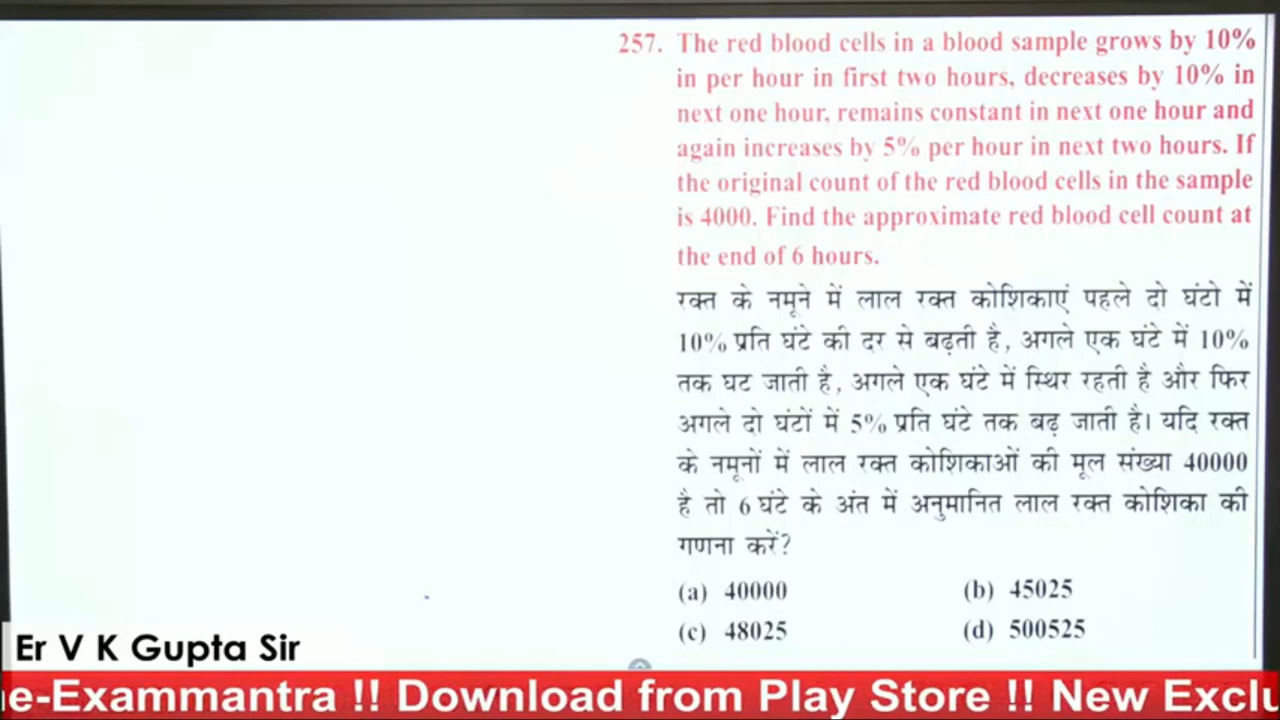 257. The red blood cells in a blood sample grows by 10%
in per hour in first two hours, decreases by 10% in
next one hour, remains constant in next one hour and
again increases by 5% per hour in next two hours. If
the original count of the red blood cells in the sample
is 4000. Find the approximate red blood cell count at
the end of 6 hours.
रक्त के नमूने में लाल रक्त कोशिकाएं पहले दो घंटो में
10% प्रति घंटे की दर से बढ़ती है, अगले एक घंटे में 10%
तक घट जाती है, अगले एक घंटे में स्थिर रहती है और फिर
अगले दो घंटों में 5% प्रति घंटे तक बढ़ जाती है। यदि रक्त
के नमूनों में लाल रक्त कोशिकाओं की मूल संख्या 40000
है तो 6 घंटे के अंत में अनुमानित लाल रक्त कोशिका की
गणना करें?
(a) 40000 (b) 45025
(c) 48025 (d) 500525
Er V K Gupta Sir
e-Exammantra !! Download from Play Store !! New Exclu